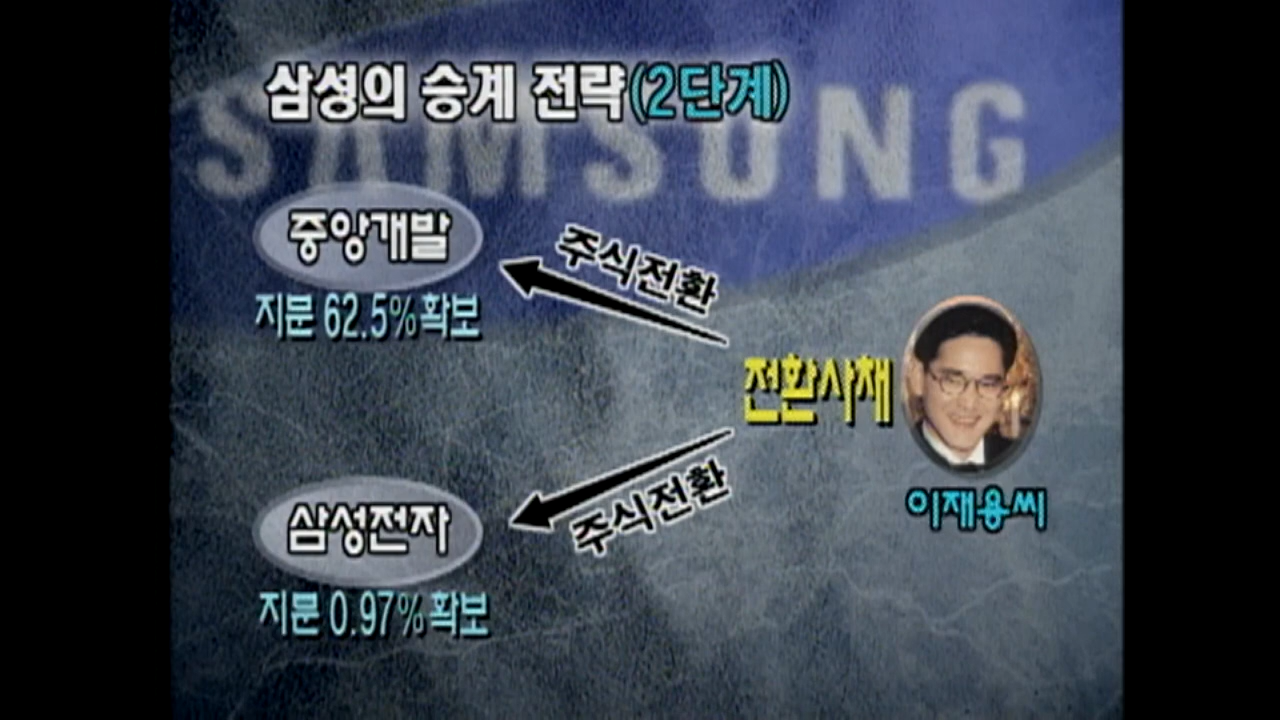 삼성의 승계 전략(2단계)
SAMSUNG
중앙개발
지문 62.5%확보
주식전환
전환사채
이재용씨
주식전환
삼성전자
지문 0.97%확보